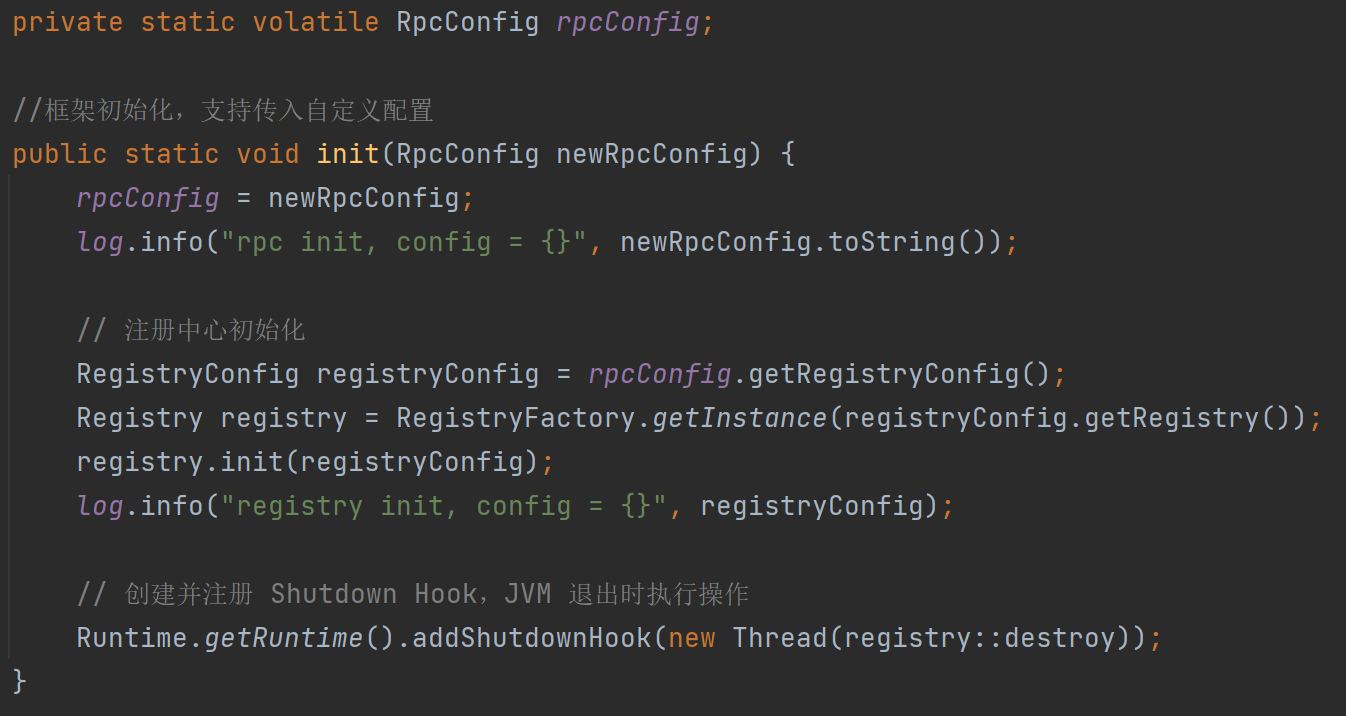 private static volatile RpcConfig rpcConfig;
//框架初始化，支持传入自定义配置
public static void init(RpcConfig newRpcConfig) {
rpcConfig = newRpcConfig;
log.info("rpc init, config = {}", newRpcConfig.toString());
// 注册中心初始化
RegistryConfig registryConfig = rpcConfig.getRegistryConfig();
Registry registry = RegistryFactory.getInstance(registryConfig.getRegistry());
registry.init(registryConfig);
log.info("registry init, config = {}", registryConfig);
// 创建并注册 Shutdown Hook，JVM 退出时执行操作
Runtime.getRuntime().addShutdownHook(new Thread(registry::destroy));
}